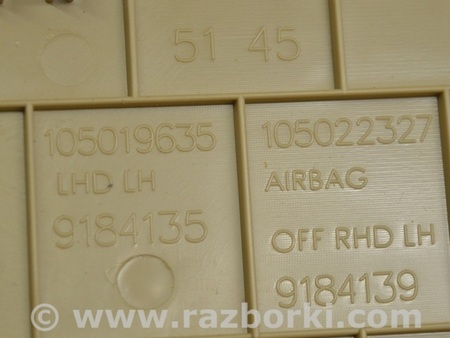 51 45
105019635
LHD LH
9184135
105022327
AIRBAG
OFF RHD LH
9184139
© www.razborki.com